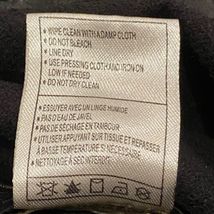 • WIPE CLEAN WITH A DAMP CLOTH
• DO NOT BLEACH
• LINE DRY
• USE PRESSING CLOTH AND IRON ON
LOW IF NEEDED
• DO NOT DRY CLEAN
• ESSUYER AVEC UN LINGE HUMIDE
• PAS D'EAU DE JAVEL
• PAS DE SÉCHAGE EN TAMBOUR
• UTILISER APPUYANT SUR TISSUE ET REPASSER
À BASSE TEMPÉRATURE SI NÉCESSAIRE
• NETTOYAGE À SEC INTERDIT